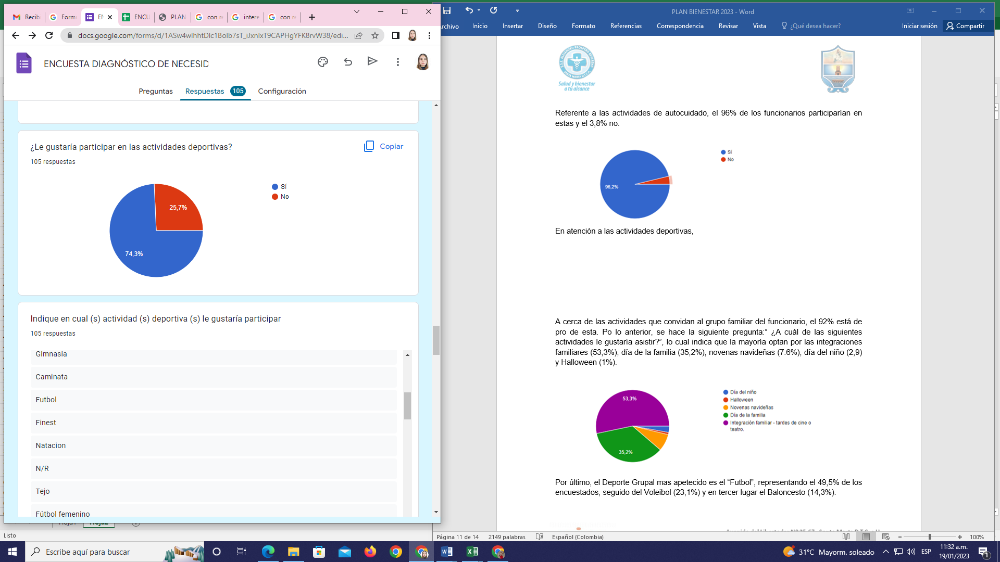 Recib
Form
EN
ENCU
PLAN
con re
intere
con re
docs.google.com/forms/d/1ASw4wlhhtDlc1Bolb7sT_iJxnlxT9CAPHgYFK8rvW38/edi...
ENCUESTA DIAGNÓSTICO DE NECESID
Preguntas
Respuestas 105
Configuración
¿Le gustaría participar en las actividades deportivas?
Copiar
105 respuestas
Sí
No
25,7%
74,3%
Indique en cual (s) actividad (s) deportiva (s) le gustaría participar
105 respuestas
Gimnasia
Caminata
Futbol
Finest
Natacion
N/R
Tejo
Fútbol femenino
Listo
PLAN BIENESTAR 2023 - Word
Archivo Inicio Insertar Diseño Formato Referencias Correspondencia Revisar Vista ¿Qué desea hacer? Iniciar sesión Compartir
E.S.E. ALEJANDRO PRÓSPERO REVEREND
SANTA MARTA D.T.C.H.
Salud y bienestar
a tu alcance
Referente a las actividades de autocuidado, el 96% de los funcionarios participarían en
estas y el 3,8% no.
Sí
No
96,2%
En atención a las actividades deportivas,
A cerca de las actividades que convidan al grupo familiar del funcionario, el 92% está de
pro de esta. Po lo anterior, se hace la siguiente pregunta:” ¿A cuál de las siguientes
actividades le gustaría asistir?”, lo cual indica que la mayoría optan por las integraciones
familiares (53,3%), día de la familia (35,2%), novenas navideñas (7.6%), día del niño (2,9)
y Halloween (1%).
53,3%
35,2%
Día del niño
Halloween
Novenas navideñas
Día de la familia
Integración familiar - tardes de cine o
teatro.
Por último, el Deporte Grupal mas apetecido es el “Futbol”, representando el 49,5% de los
encuestados, seguido del Voleibol (23,1%) y en tercer lugar el Baloncesto (14,3%).
Página 11 de 14 2149 palabras Español (Colombia) 100%
Escribe aquí para buscar
31°C Mayorm. soleado
ESP
11:32 a.m.
19/01/2023
1